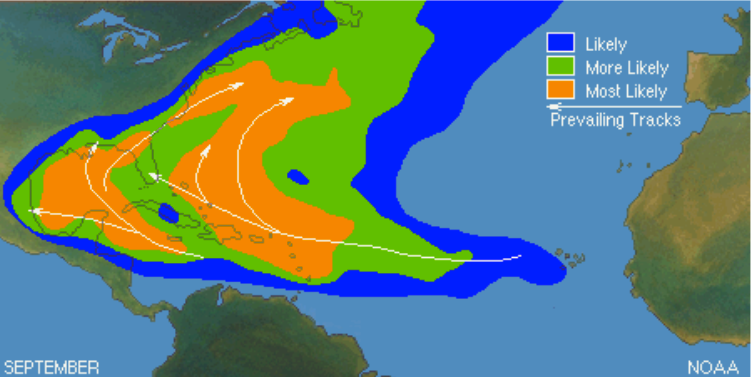 Likely
More Likely
Most Likely
Prevailing Tracks
SEPTEMBER
NOAA